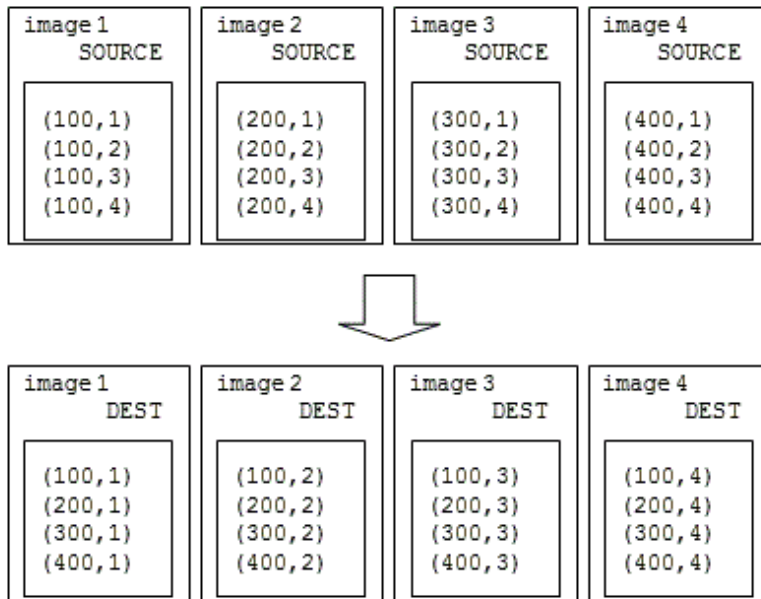 image 1
SOURCE
(100,1)
(100,2)
(100,3)
(100,4)
image 2
SOURCE
(200,1)
(200,2)
(200,3)
(200,4)
image 3
SOURCE
(300,1)
(300,2)
(300,3)
(300,4)
image 4
SOURCE
(400,1)
(400,2)
(400,3)
(400,4)
image 1
DEST
(100,1)
(200,1)
(300,1)
(400,1)
image 2
DEST
(100,2)
(200,2)
(300,2)
(400,2)
image 3
DEST
(100,3)
(200,3)
(300,3)
(400,3)
image 4
DEST
(100,4)
(200,4)
(300,4)
(400,4)